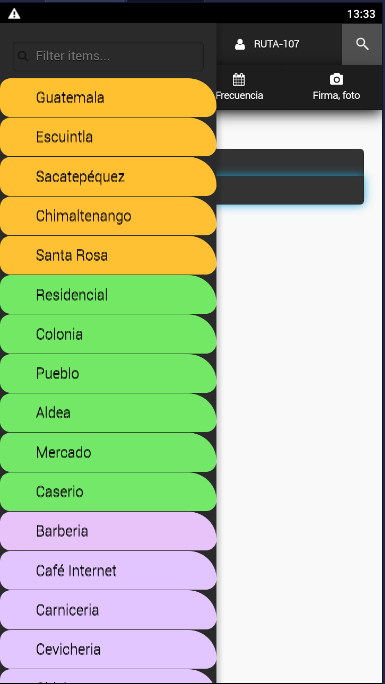 13:33
Filter items...
RUTA-107
Frecuencia
Firma, foto
Guatemala
Escuintla
Sacatepéquez
Chimaltenango
Santa Rosa
Residencial
Colonia
Pueblo
Aldea
Mercado
Caserio
Barberia
Café Internet
Carniceria
Cevicheria